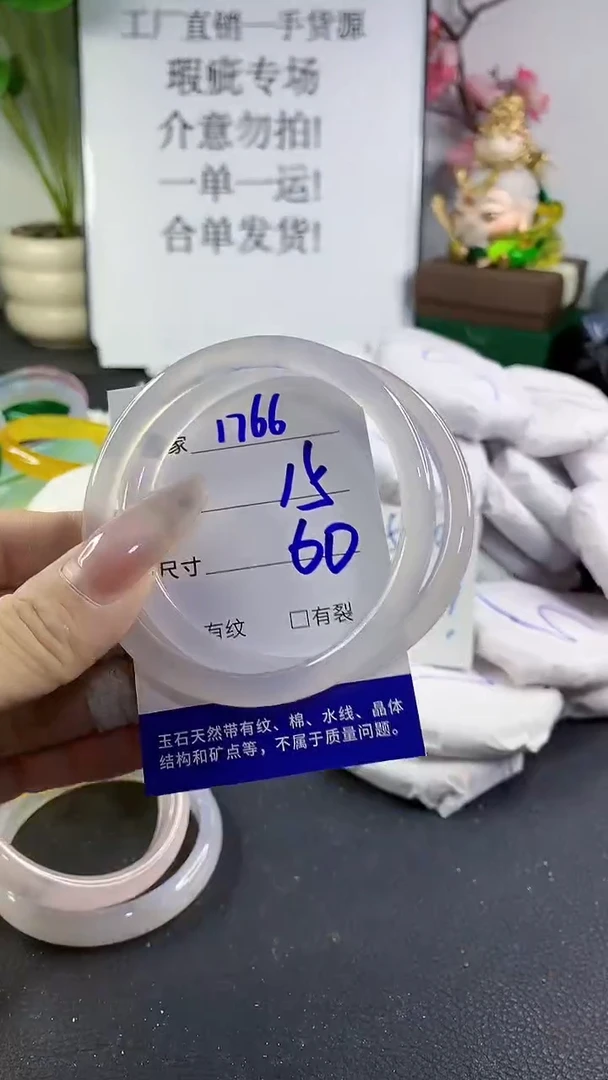 工厂直销一手货源
瑕疵专场
介意勿拍!
一单一运!
合单发货!
家 1766
15
尺寸 60
有纹 □有裂
玉石天然带有纹、棉、水线、晶体
结构和矿点等，不属于质量问题。